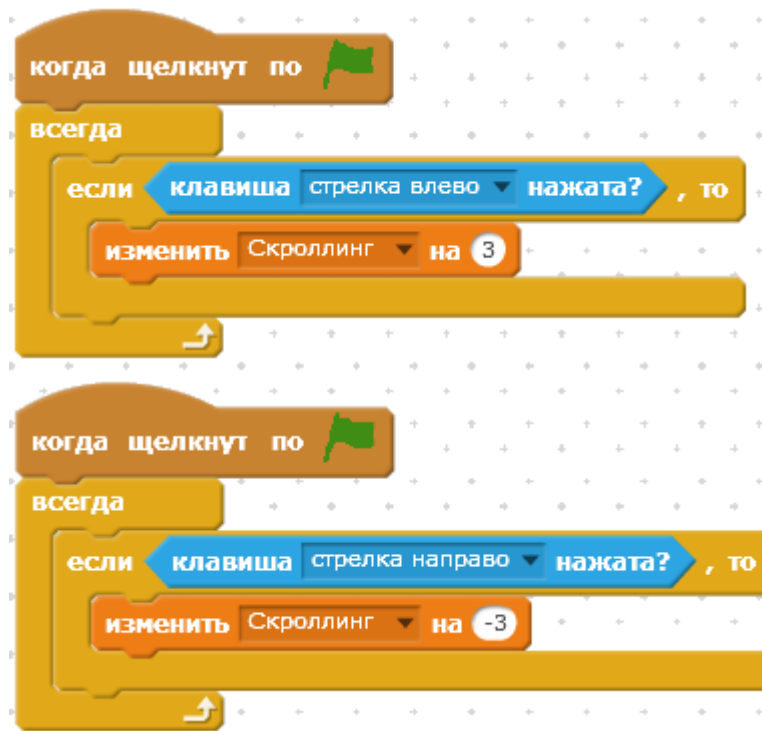 когда щелкнут по
всегда
если клавиша стрелка влево нажата? , то
изменить Скроллинг на 3
когда щелкнут по
всегда
если клавиша стрелка направо нажата? , то
изменить Скроллинг на -3